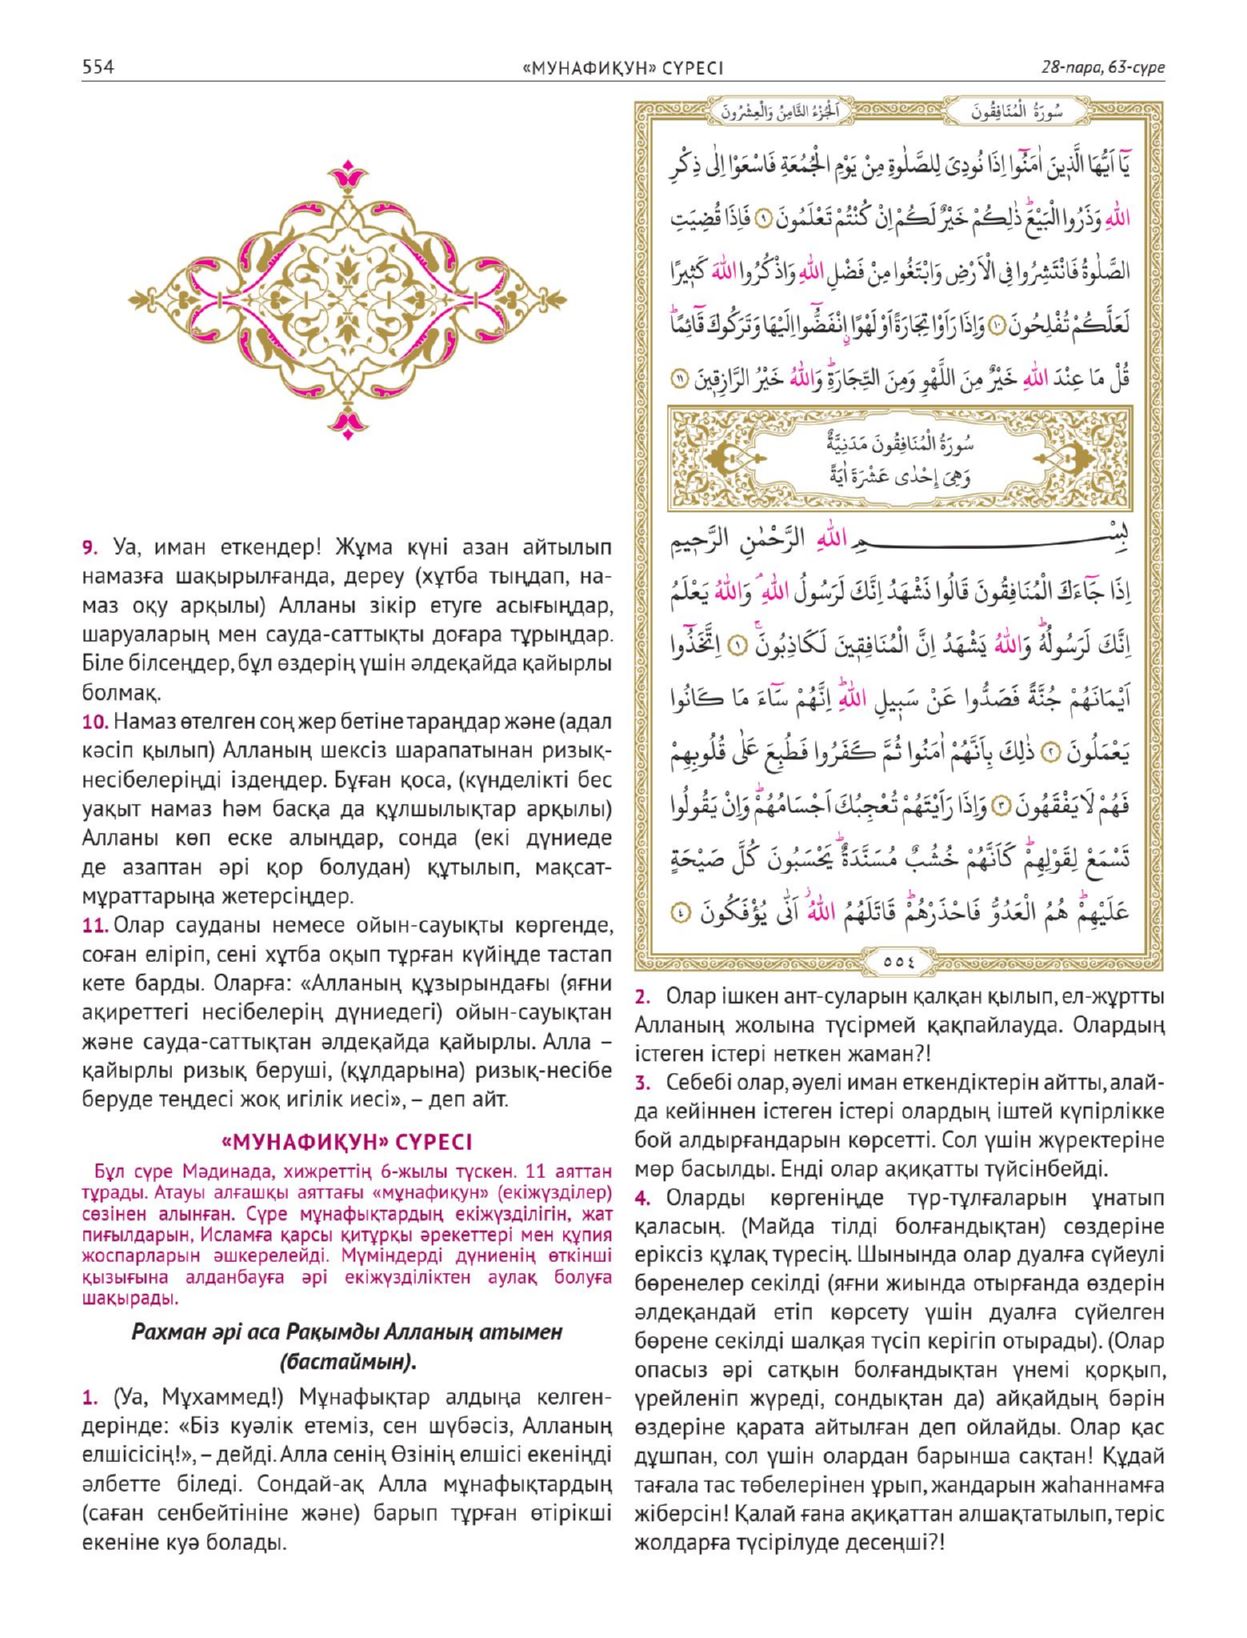 554
«МУНАФИҚУН» СҮРЕСІ
28-пара, 63-сүре
9. Уа, иман еткендер! Жұма күні азан айтылып
намазға шақырылғанда, дереу (хұтба тыңдап, на-
маз оқу арқылы) Алланы зікір етуге асығыңдар,
шаруаларың мен сауда-саттықты доғара тұрыңдар.
Біле білсеңдер, бұл өздерің үшін әлдеқайда қайырлы
болмақ.
10. Намаз өтелген соң жер бетіне тараңдар және (адал
кәсіп қылып) Алланың шексіз шарапатынан ризық-
несібелеріңді іздеңдер. Бұған қоса, (күнделікті бес
уақыт намаз һәм басқа да құлшылықтар арқылы)
Алланы көп еске алыңдар, сонда (екі дүниеде
де азаптан әрі қор болудан) құтылып, мақсат-
мұраттарыңа жетерсіңдер.
11. Олар сауданы немесе ойын-сауықты көргенде,
соған еліріп, сені хұтба оқып тұрған күйіңде тастап
кете барды. Оларға: «Алланың құзырындағы (яғни
ақиреттегі несібелерің дүниедегі) ойын-сауықтан
және сауда-саттықтан әлдеқайда қайырлы. Алла –
қайырлы ризық беруші, (құлдарына) ризық-несібе
беруде теңдесі жоқ игілік иесі», – деп айт.
«МУНАФИҚУН» СҮРЕСІ
Бұл сүре Мәдинада, хижреттің 6-жылы түскен. 11 аяттан
тұрады. Атауы алғашқы аяттағы «мұнафиқун» (екіжүзділер)
сөзінен алынған. Сүре мұнафықтардың екіжүзділігін, жат
пиғылдарын, Исламға қарсы қитұрқы әрекеттері мен құпия
жоспарларын әшкерелейді. Мүміндерді дүниенің өткінші
қызығына алданбауға әрі екіжүзділіктен аулақ болуға
шақырады.
Рахман әрі аса Рақымды Алланың атымен
(бастаймын).
1. (Уа, Мұхаммед!) Мұнафықтар алдыңа келген-
дерінде: «Біз куәлік етеміз, сен шүбәсіз, Алланың
елшісісің!», – дейді. Алла сенің Өзінің елшісі екеніңді
әлбетте біледі. Сондай-ақ Алла мұнафықтардың
(саған сенбейтініне және) барып тұрған өтірікші
екеніне куә болады.
سُورَةُ الْمُنَافِقُونَ
اَلْجُزْءُ الثَّامِنُ وَالْعِشْرُونَ
يَٓا اَيُّهَا الَّذ۪ينَ اٰمَنُٓوا اِذَا نُودِىَ لِلصَّلٰوةِ مِنْ يَوْمِ الْجُمُعَةِ فَاسْعَوْا اِلٰى ذِكْرِ
اللّٰهِ وَذَرُوا الْبَيْعَۜ ذٰلِكُمْ خَيْرٌ لَكُمْ اِنْ كُنْتُمْ تَعْلَمُونَ ۝٩ فَاِذَا قُضِيَتِ
الصَّلٰوةُ فَانْتَشِرُوا فِى الْاَرْضِ وَابْتَغُوا مِنْ فَضْلِ اللّٰهِ وَاذْكُرُوا اللّٰهَ كَث۪يرًا
لَعَلَّكُمْ تُفْلِحُونَ ۝١٠ وَاِذَا رَاَوْا تِجَارَةً اَوْ لَهْوًاۨ انْفَضُّٓوا اِلَيْهَا وَتَرَكُوكَ قَٓائِمًاۜ
قُلْ مَا عِنْدَ اللّٰهِ خَيْرٌ مِنَ اللَّهْوِ وَمِنَ التِّجَارَةِۜ وَاللّٰهُ خَيْرُ الرَّازِق۪ينَ ۝١١
سُورَةُ الْمُنَافِقُونَ مَدَنِيَّةٌ
وَهِىَ اِحْدٰى عَشْرَةَ اٰيَةً
بِسْمِ اللّٰهِ الرَّحْمٰنِ الرَّح۪يمِ
اِذَا جَٓاءَكَ الْمُنَافِقُونَ قَالُوا نَشْهَدُ اِنَّكَ لَرَسُولُ اللّٰهِۢ وَاللّٰهُ يَعْلَمُ
اِنَّكَ لَرَسُولُهُۜ وَاللّٰهُ يَشْهَدُ اِنَّ الْمُنَافِق۪ينَ لَكَاذِبُونَۚ ۝١ اِتَّخَذُٓوا
اَيْمَانَهُمْ جُنَّةً فَصَدُّوا عَنْ سَب۪يلِ اللّٰهِۜ اِنَّهُمْ سَٓاءَ مَا كَانُوا
يَعْمَلُونَ ۝٢ ذٰلِكَ بِاَنَّهُمْ اٰمَنُوا ثُمَّ كَفَرُوا فَطُبِعَ عَلٰى قُلُوبِهِمْ
فَهُمْ لَا يَفْقَهُونَ ۝٣ وَاِذَا رَاَيْتَهُمْ تُعْجِبُكَ اَجْسَامُهُمْۜ وَاِنْ يَقُولُوا
تَسْمَعْ لِقَوْلِهِمْۜ كَاَنَّهُمْ خُشُبٌ مُسَنَّدَةٌۜ يَحْسَبُونَ كُلَّ صَيْحَةٍ
عَلَيْهِمْۜ هُمُ الْعَدُوُّ فَاحْذَرْهُمْۜ قَاتَلَهُمُ اللّٰهُۘ اَنّٰى يُؤْفَكُونَ ۝٤
٥٥٤
2. Олар ішкен ант-суларын қалқан қылып, ел-жұртты
Алланың жолына түсірмей қақпайлауда. Олардың
істеген істері неткен жаман?!
3. Себебі олар, әуелі иман еткендіктерін айтты, алай-
да кейіннен істеген істері олардың іштей күпірлікке
бой алдырғандарын көрсетті. Сол үшін жүректеріне
мөр басылды. Енді олар ақиқатты түйсінбейді.
4. Оларды көргеніңде түр-тұлғаларын ұнатып
қаласың. (Майда тілді болғандықтан) сөздеріне
еріксіз құлақ түресің. Шынында олар дуалға сүйеулі
бөренелер секілді (яғни жиында отырғанда өздерін
әлдеқандай етіп көрсету үшін дуалға сүйелген
бөрене секілді шалқая түсіп керігіп отырады). (Олар
опасыз әрі сатқын болғандықтан үнемі қорқып,
үрейленіп жүреді, сондықтан да) айқайдың бәрін
өздеріне қарата айтылған деп ойлайды. Олар қас
дұшпан, сол үшін олардан барынша сақтан! Құдай
тағала тас төбелерінен ұрып, жандарын жаһаннамға
жіберсін! Қалай ғана ақиқаттан алшақтатылып, теріс
жолдарға түсірілуде десеңші?!